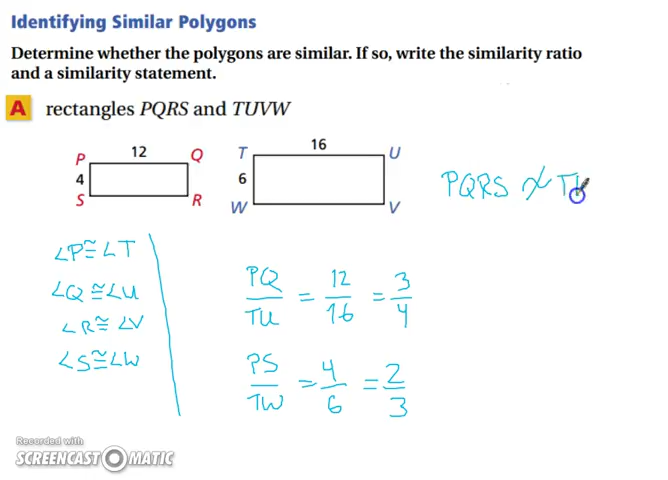 Identifying Similar Polygons
Determine whether the polygons are similar. If so, write the similarity ratio
and a similarity statement.
A rectangles PQRS and TUVW
P 12 Q
4
S R
T 16 U
6
W V
PQRS ≁ TU
∠P≅∠T
∠Q≅∠U
∠R≅∠V
∠S≅∠W
PQ/TU = 12/16 = 3/4
PS/TW = 4/6 = 2/3
Recorded with
SCREENCAST-O-MATIC